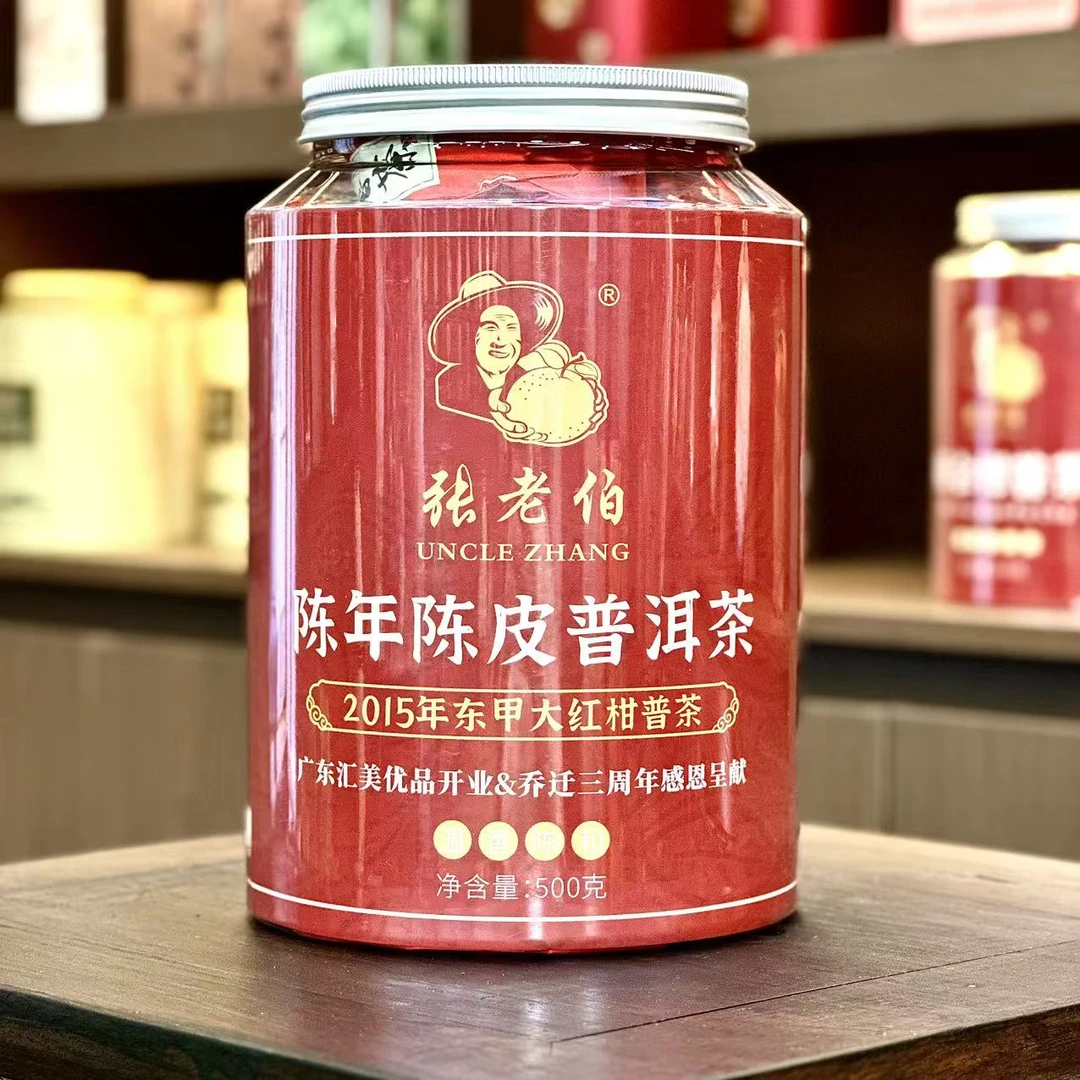 ®
张老伯
UNCLE ZHANG
陈年陈皮普洱茶
2015年东甲大红柑普茶
广东汇美优品开业&乔迁三周年感恩呈献
净含量:500克